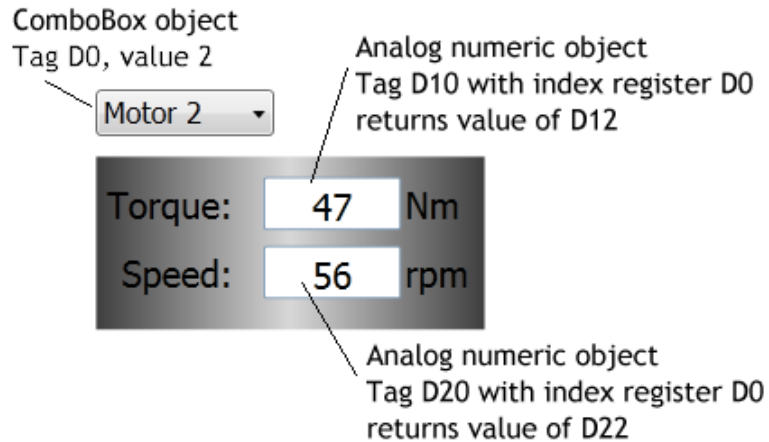 ComboBox object
Tag D0, value 2
Analog numeric object
Tag D10 with index register D0
returns value of D12
Motor 2
Torque: 47 Nm
Speed: 56 rpm
Analog numeric object
Tag D20 with index register D0
returns value of D22